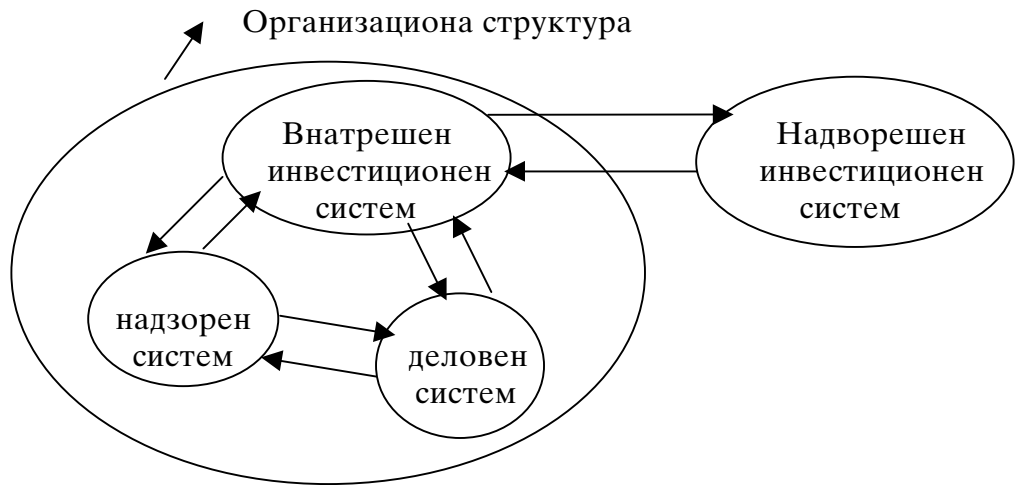 Организациона структура
Внатрешен
инвестиционен
систем
Надворешен
инвестиционен
систем
надзорен
систем
деловен
систем